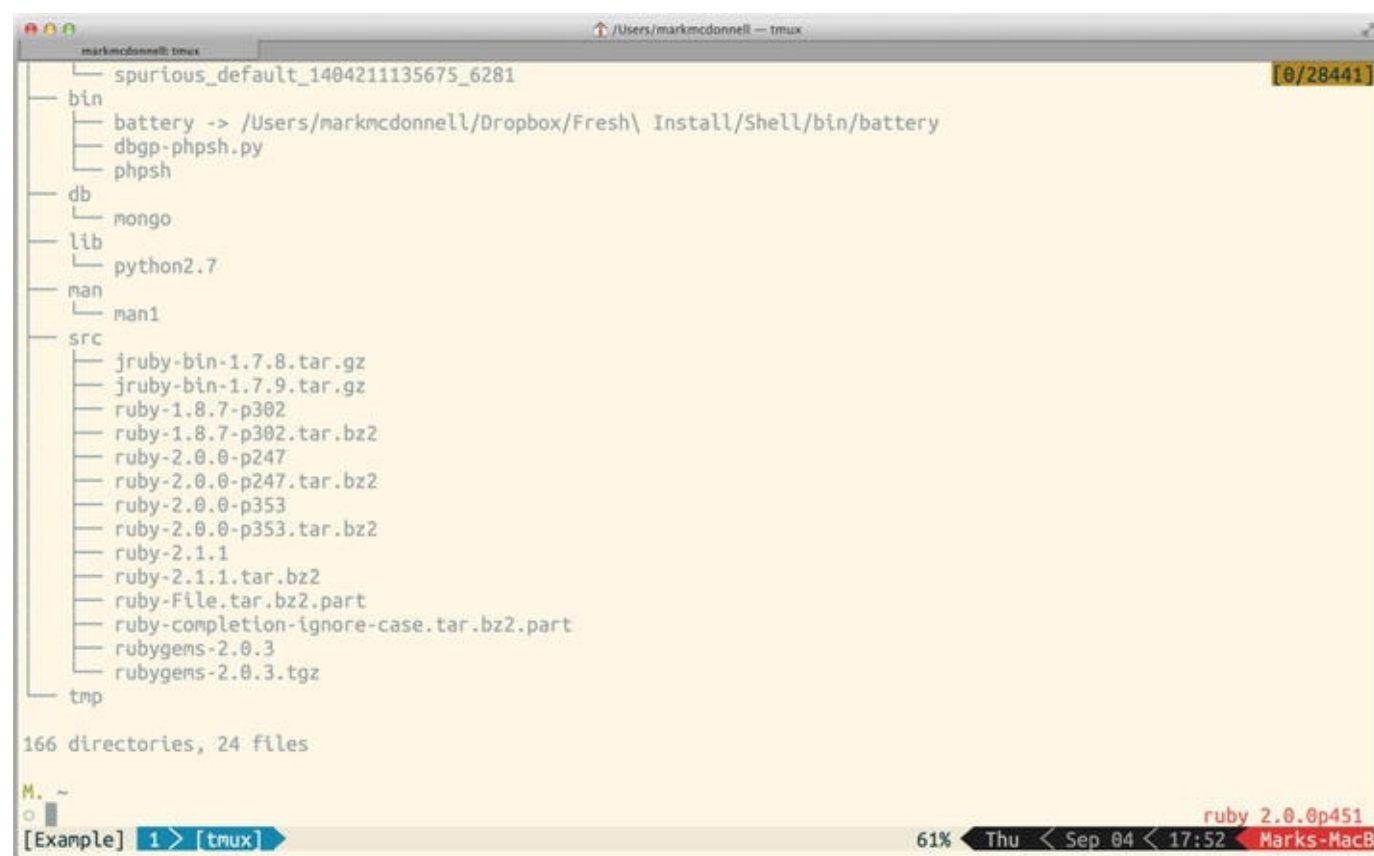 /Users/markmcdonnell — tmux
markmcdonnell: tmux
└── spurious_default_1404211135675_6281 [0/28441]
├── bin
│   ├── battery -> /Users/markmcdonnell/Dropbox/Fresh\ Install/Shell/bin/battery
│   ├── dbgp-phpsh.py
│   └── phpsh
├── db
│   └── mongo
├── lib
│   └── python2.7
├── man
│   └── man1
├── src
│   ├── jruby-bin-1.7.8.tar.gz
│   ├── jruby-bin-1.7.9.tar.gz
│   ├── ruby-1.8.7-p302
│   ├── ruby-1.8.7-p302.tar.bz2
│   ├── ruby-2.0.0-p247
│   ├── ruby-2.0.0-p247.tar.bz2
│   ├── ruby-2.0.0-p353
│   ├── ruby-2.0.0-p353.tar.bz2
│   ├── ruby-2.1.1
│   ├── ruby-2.1.1.tar.bz2
│   ├── ruby-File.tar.bz2.part
│   ├── ruby-completion-ignore-case.tar.bz2.part
│   ├── rubygems-2.0.3
│   └── rubygems-2.0.3.tgz
└── tmp
166 directories, 24 files
M. ~
○ ruby 2.0.0p451
[Example] 1 > [tmux] 61% Thu < Sep 04 < 17:52 Marks-MacB